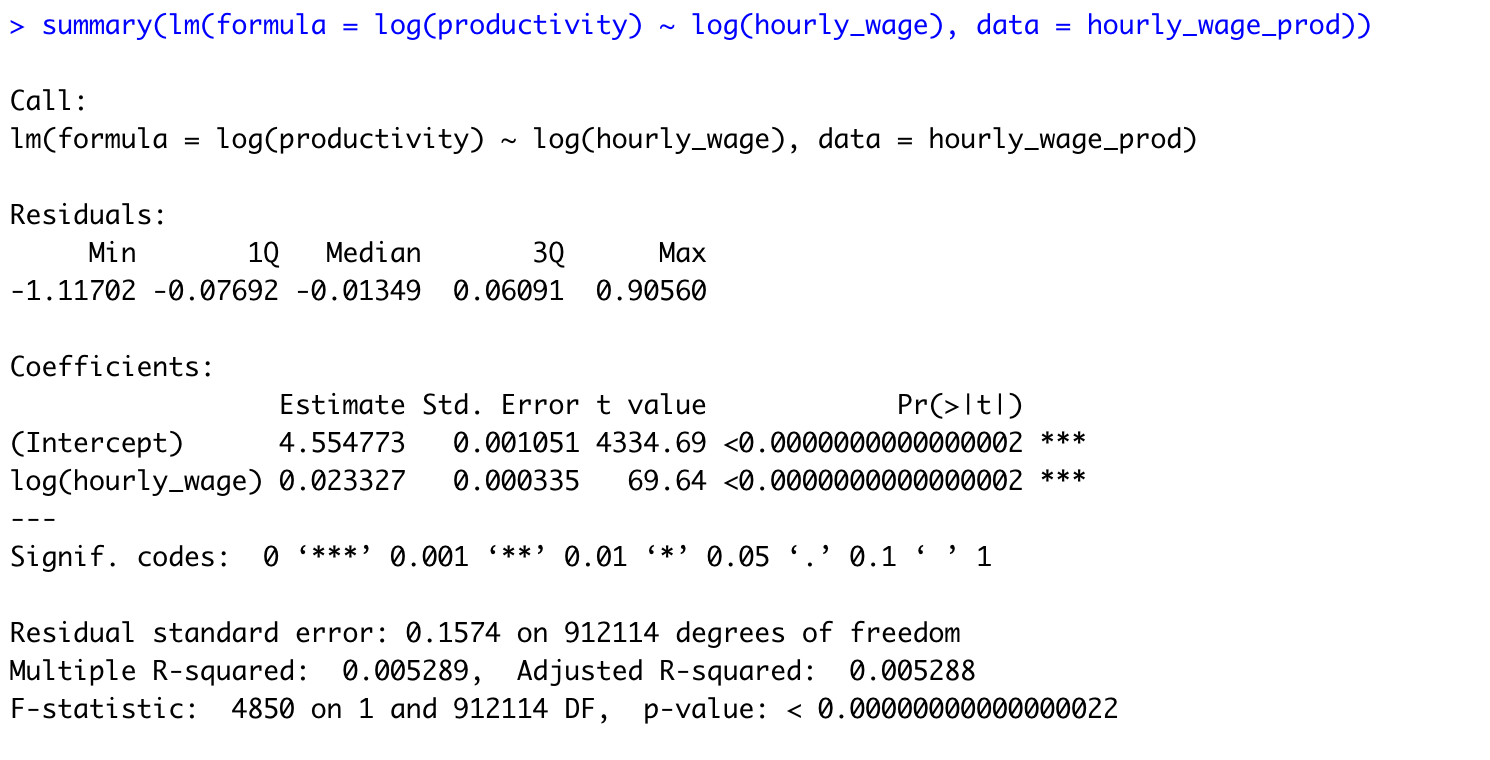 > summary(lm(formula = log(productivity) ~ log(hourly_wage), data = hourly_wage_prod))
Call:
lm(formula = log(productivity) ~ log(hourly_wage), data = hourly_wage_prod)
Residuals:
     Min       1Q   Median       3Q      Max
-1.11702 -0.07692 -0.01349  0.06091  0.90560
Coefficients:
                 Estimate Std. Error t value            Pr(>|t|)
(Intercept)      4.554773   0.001051 4334.69 <0.0000000000000002 ***
log(hourly_wage) 0.023327   0.000335   69.64 <0.0000000000000002 ***
---
Signif. codes:  0 ‘***’ 0.001 ‘**’ 0.01 ‘*’ 0.05 ‘.’ 0.1 ‘ ’ 1
Residual standard error: 0.1574 on 912114 degrees of freedom
Multiple R-squared:  0.005289,	Adjusted R-squared:  0.005288
F-statistic:  4850 on 1 and 912114 DF,  p-value: < 0.00000000000000022